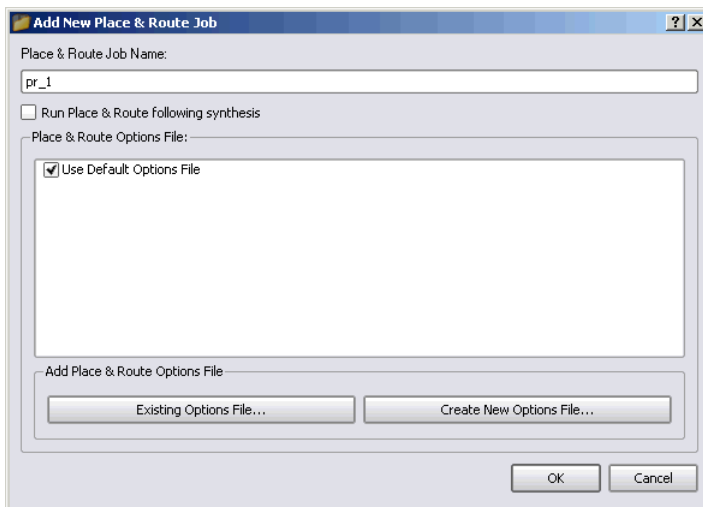 Add New Place & Route Job
Place & Route Job Name:
pr_1
Run Place & Route following synthesis
Place & Route Options File:
Use Default Options File
Add Place & Route Options File
Existing Options File...
Create New Options File...
OK
Cancel